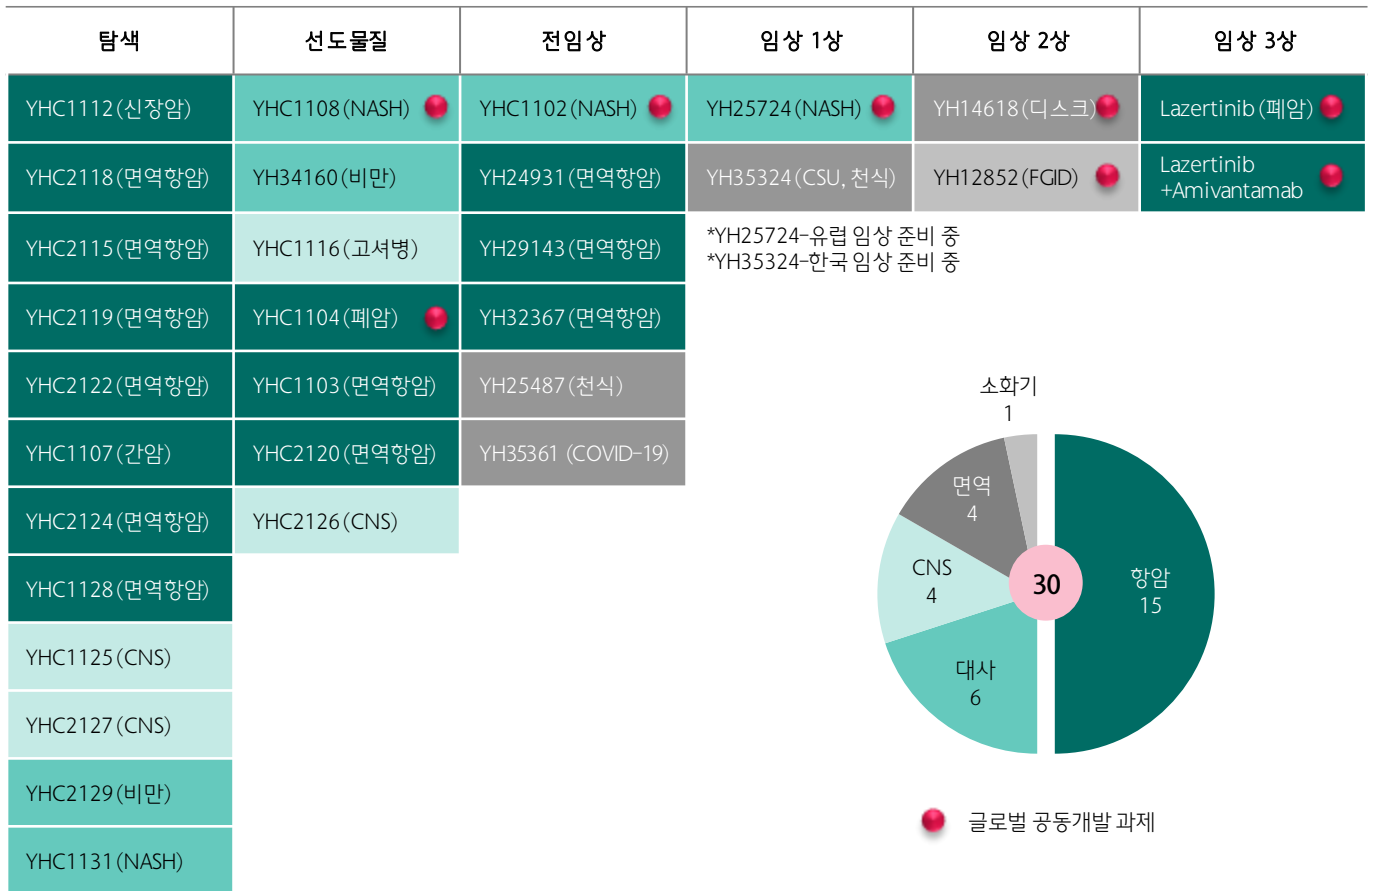 탐색 선도물질 전임상 임상 1상 임상 2상 임상 3상
YHC1112(신장암) YHC1108(NASH) YHC1102(NASH) YH25724(NASH) YH14618(디스크) Lazertinib(폐암)
YHC2118(면역항암) YH34160(비만) YH24931(면역항암) YH35324(CSU, 천식) YH12852(FGID) Lazertinib
+Amivantamab
YHC2115(면역항암) YHC1116(고셔병) YH29143(면역항암)
*YH25724-유럽 임상 준비 중
*YH35324-한국 임상 준비 중
YHC2119(면역항암) YHC1104(폐암) YH32367(면역항암)
YHC2122(면역항암) YHC1103(면역항암) YH25487(천식)
YHC1107(간암) YHC2120(면역항암) YH35361 (COVID-19)
YHC2124(면역항암) YHC2126(CNS)
YHC1128(면역항암)
YHC1125(CNS)
YHC2127(CNS)
YHC2129(비만)
YHC1131(NASH)
소화기
1
면역
4
CNS
4
대사
6
30
항암
15
글로벌 공동개발 과제